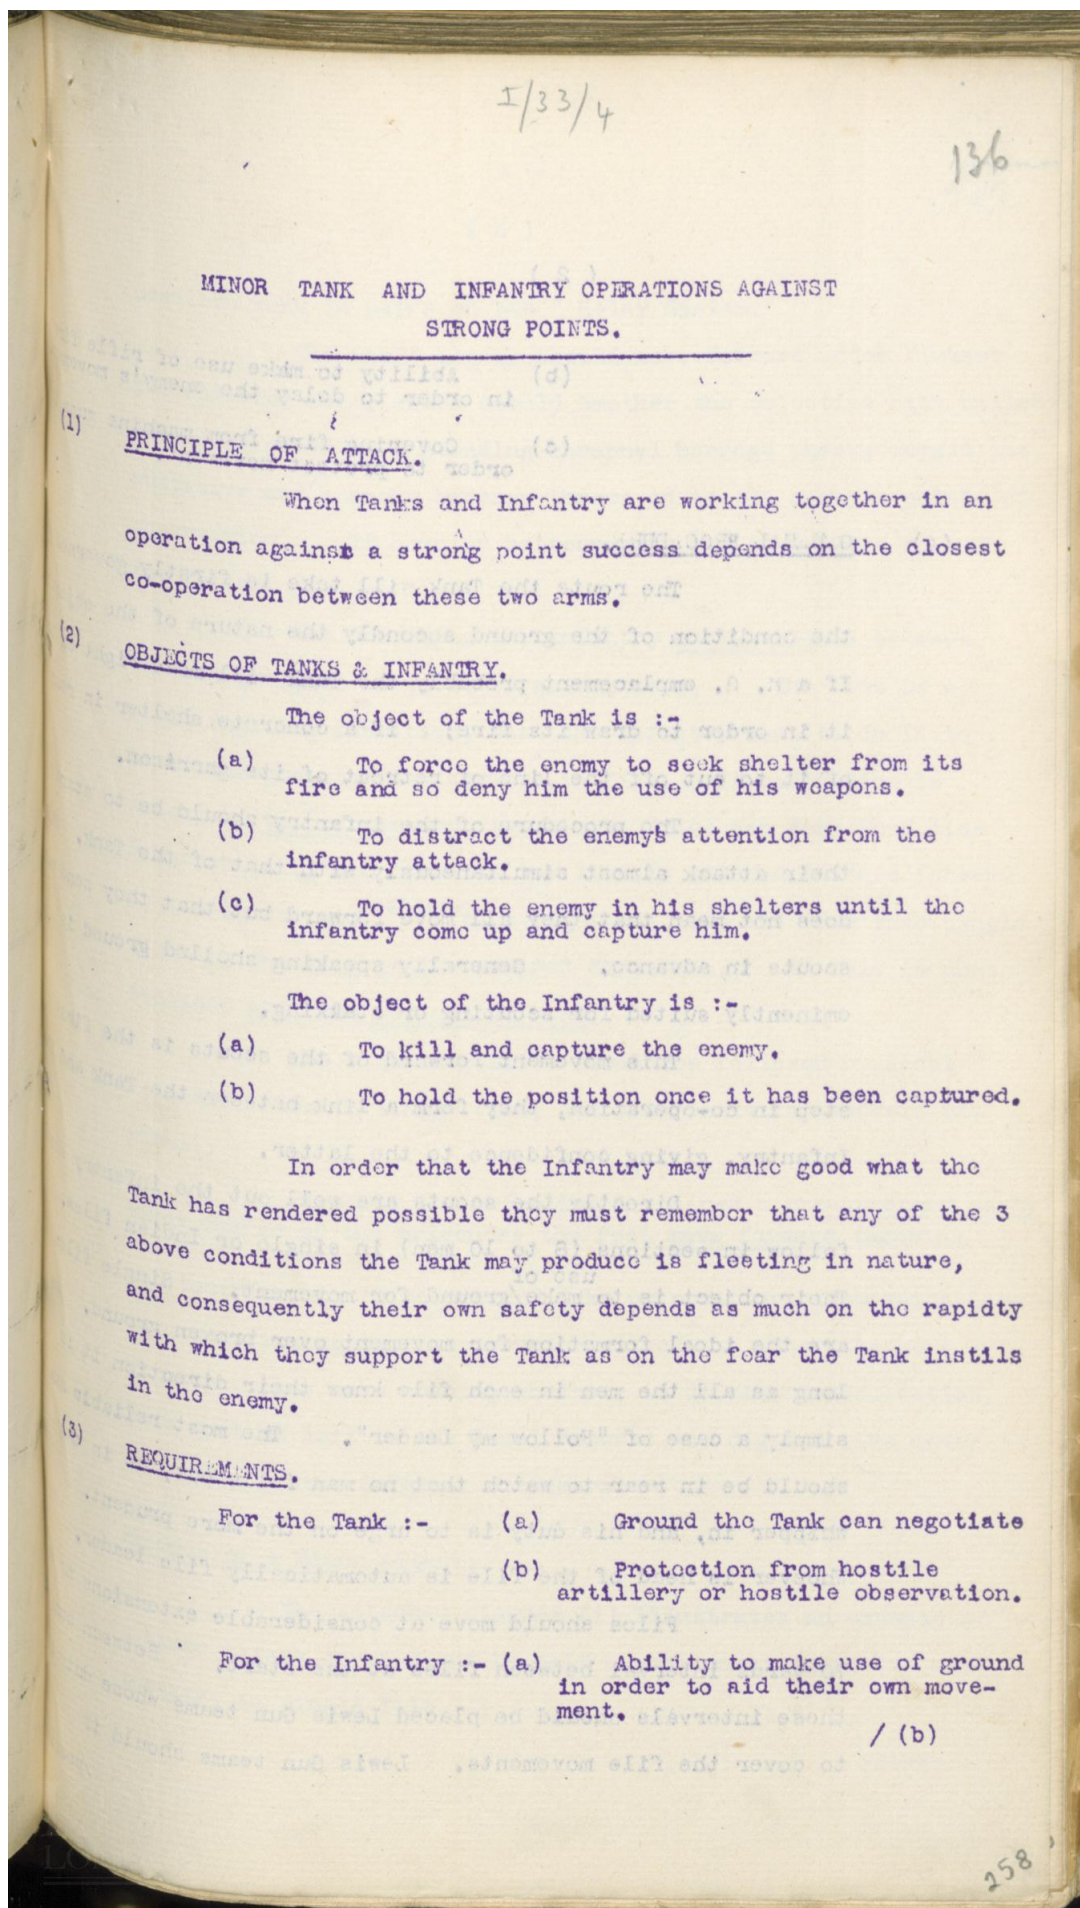 I/33/4
136
MINOR TANK AND INFANTRY OPERATIONS AGAINST
STRONG POINTS.
(1)
PRINCIPLE OF ATTACK.
When Tanks and Infantry are working together in an
operation against a strong point success depends on the closest
co-operation between these two arms.
(2)
OBJECTS OF TANKS & INFANTRY.
The object of the Tank is :-
(a) To force the enemy to seek shelter from its
fire and so deny him the use of his weapons.
(b) To distract the enemy's attention from the
infantry attack.
(c) To hold the enemy in his shelters until the
infantry come up and capture him.
The object of the Infantry is :-
(a) To kill and capture the enemy.
(b) To hold the position once it has been captured.
In order that the Infantry may make good what the
Tank has rendered possible they must remember that any of the 3
above conditions the Tank may produce is fleeting in nature,
and consequently their own safety depends as much on the rapidty
with which they support the Tank as on the fear the Tank instils
in the enemy.
(3)
REQUIREMENTS.
For the Tank :- (a) Ground the Tank can negotiate
(b) Protection from hostile
artillery or hostile observation.
For the Infantry :- (a) Ability to make use of ground
in order to aid their own move-
ment.
/ (b)
258